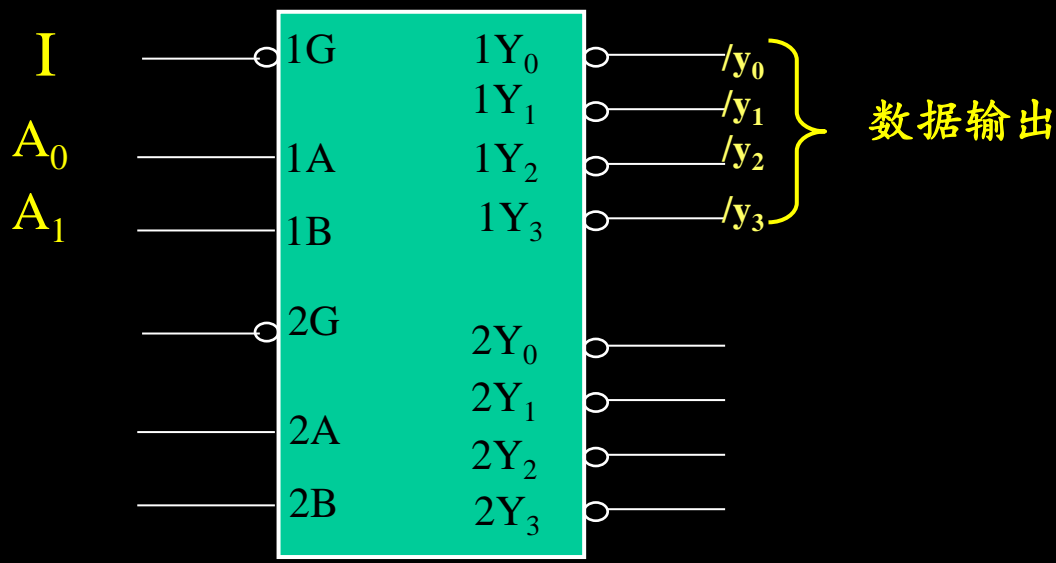 I 1G 1Y₀ /y₀
1Y₁ /y₁ 数据输出
A₀ 1A 1Y₂ /y₂
A₁ 1B 1Y₃ /y₃
2G 2Y₀
2Y₁
2A 2Y₂
2B 2Y₃